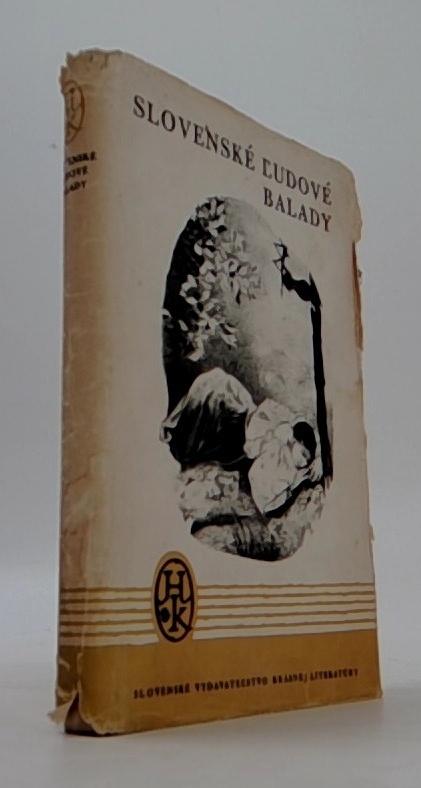 SLOVENSKÉ ĽUDOVÉ
BALADY
HK
SLOVENSKÉ VYDAVATEĽSTVO KRÁSNEJ LITERATÚRY